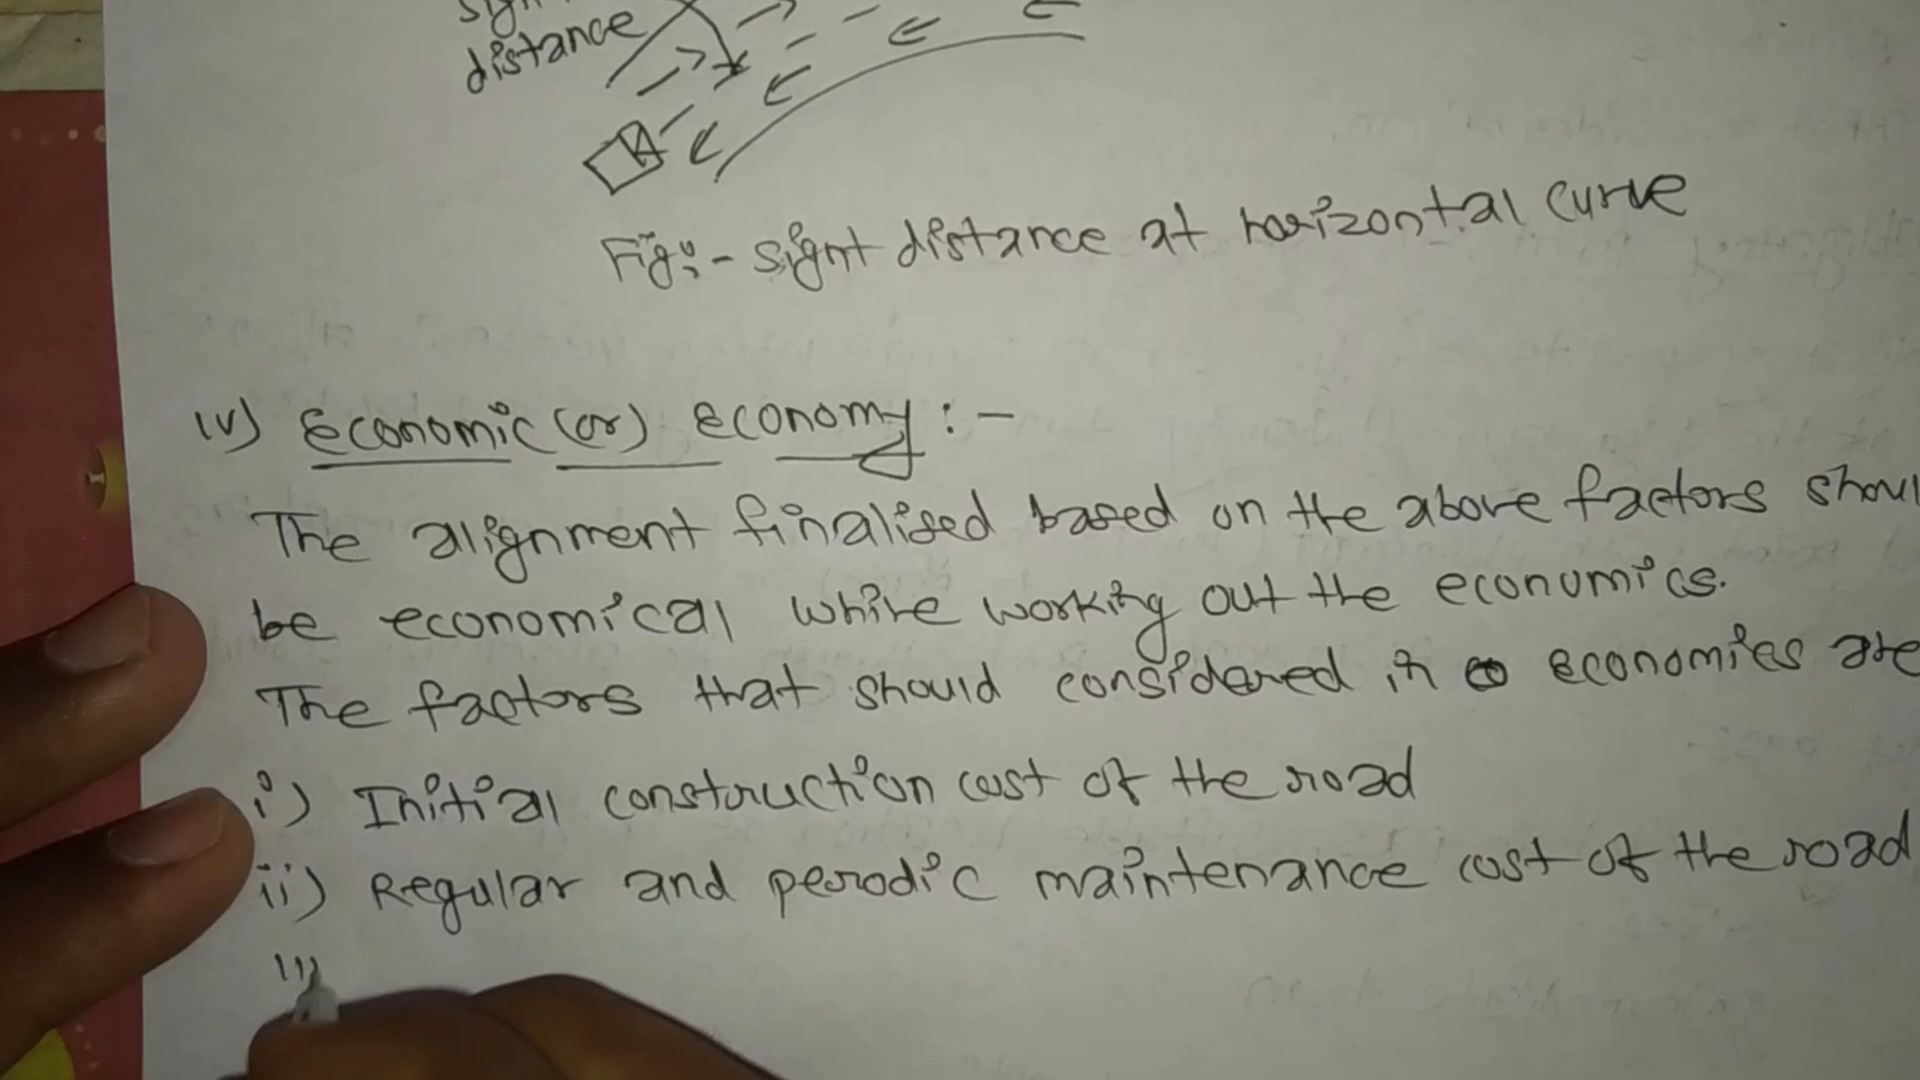 distance
Fig:- sight distance at horizontal curve
iv) Economic (or) economy :-
The alignment finalised based on the above factors shoul
be economical while working out the economics.
The factors that should considered in economies are
i) Initial construction cost of the road
ii) Regular and perodic maintenance cost of the road
iii)